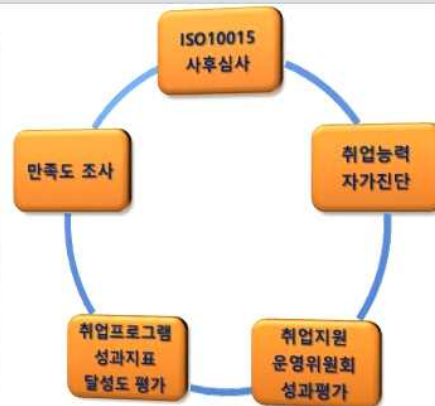 ISO10015
사후심사
취업능력
자가진단
취업지원
운영위원회
성과평가
취업프로그램
성과지표
달성도 평가
만족도 조사